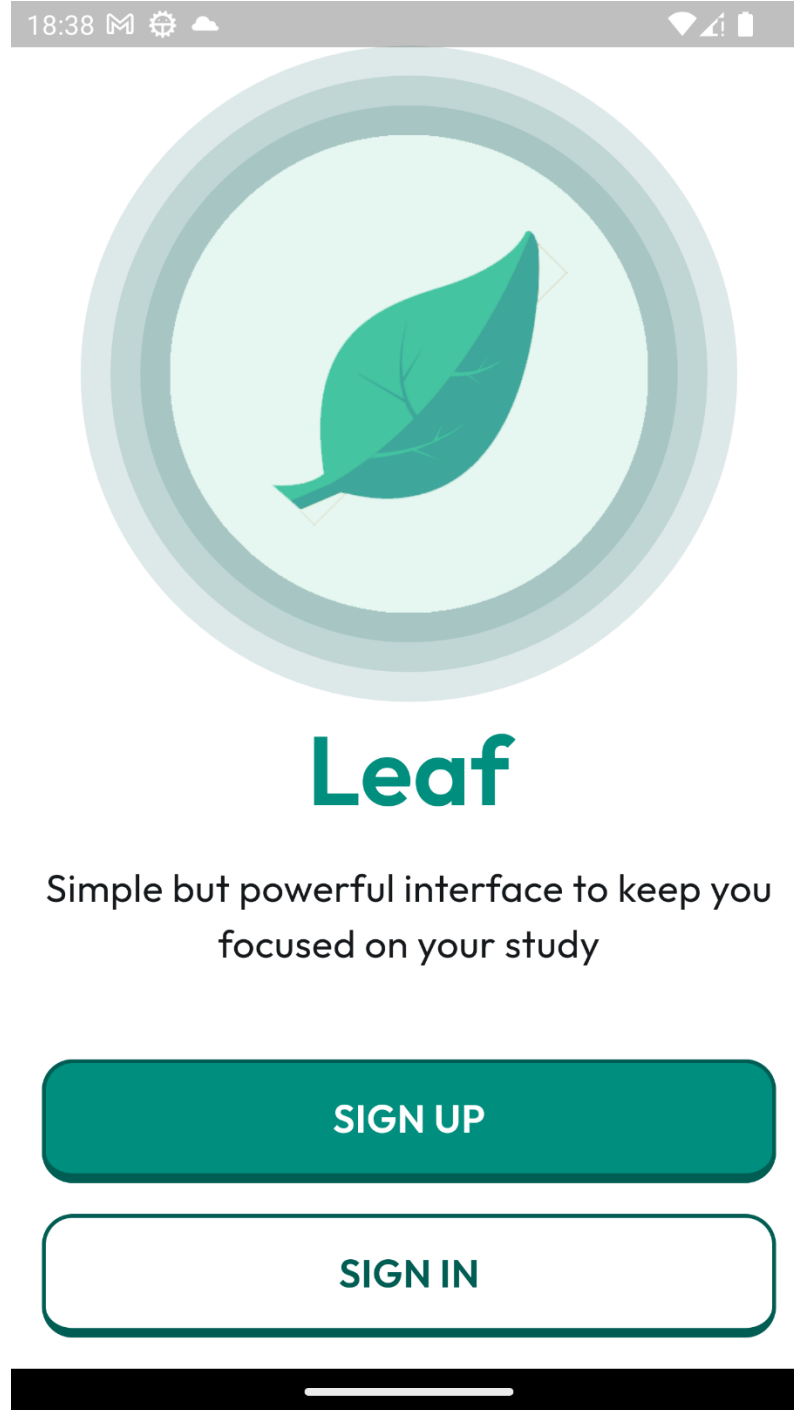 18:38
Leaf
Simple but powerful interface to keep you
focused on your study
SIGN UP
SIGN IN